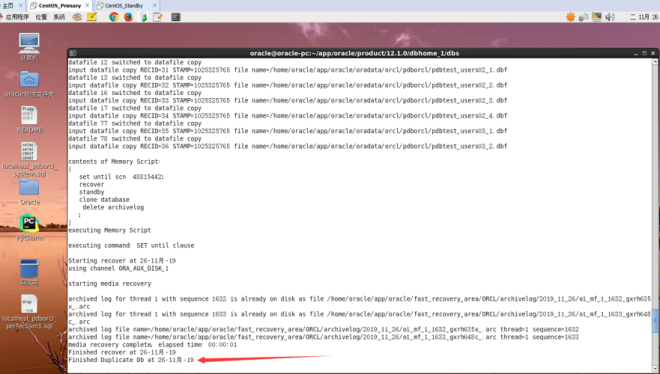 主页
CentOS_Primary
CentOS_Standby
应用程序 位置 系统
二 11月 26
oracle@oracle-pc:~/app/oracle/product/12.1.0/dbhome_1/dbs
计算机
README
localhost_pdborcl_
system.sql
Oracle
PyCharm
localhost_pdborcl_
perfectism1.sql
datafile 12 switched to datafile copy
input datafile copy RECID=31 STAMP=1025325765 file name=/home/oracle/app/oracle/oradata/orcl/pdborcl/pdbtest_users02_1.dbf
datafile 13 switched to datafile copy
input datafile copy RECID=32 STAMP=1025325765 file name=/home/oracle/app/oracle/oradata/orcl/pdborcl/pdbtest_users02_2.dbf
datafile 16 switched to datafile copy
input datafile copy RECID=33 STAMP=1025325765 file name=/home/oracle/app/oracle/oradata/orcl/pdborcl/pdbtest_users02_3.dbf
datafile 17 switched to datafile copy
input datafile copy RECID=34 STAMP=1025325765 file name=/home/oracle/app/oracle/oradata/orcl/pdborcl/pdbtest_users02_4.dbf
datafile 77 switched to datafile copy
input datafile copy RECID=35 STAMP=1025325765 file name=/home/oracle/app/oracle/oradata/orcl/pdborcl/pdbtest_users03_1.dbf
datafile 78 switched to datafile copy
input datafile copy RECID=36 STAMP=1025325765 file name=/home/oracle/app/oracle/oradata/orcl/pdborcl/pdbtest_users03_2.dbf
contents of Memory Script:
{
set until scn 48815442;
recover
standby
clone database
delete archivelog
;
}
executing Memory Script
executing command: SET until clause
Starting recover at 26-11月-19
using channel ORA_AUX_DISK_1
starting media recovery
archived log for thread 1 with sequence 1632 is already on disk as file /home/oracle/app/oracle/fast_recovery_area/ORCL/archivelog/2019_11_26/o1_mf_1_1632_gxrh635
x_.arc
archived log for thread 1 with sequence 1633 is already on disk as file /home/oracle/app/oracle/fast_recovery_area/ORCL/archivelog/2019_11_26/o1_mf_1_1633_gxrh648
c_.arc
archived log file name=/home/oracle/app/oracle/fast_recovery_area/ORCL/archivelog/2019_11_26/o1_mf_1_1632_gxrh635x_.arc thread=1 sequence=1632
archived log file name=/home/oracle/app/oracle/fast_recovery_area/ORCL/archivelog/2019_11_26/o1_mf_1_1633_gxrh648c_.arc thread=1 sequence=1633
media recovery complete, elapsed time: 00:00:01
Finished recover at 26-11月-19
Finished Duplicate Db at 26-11月-19